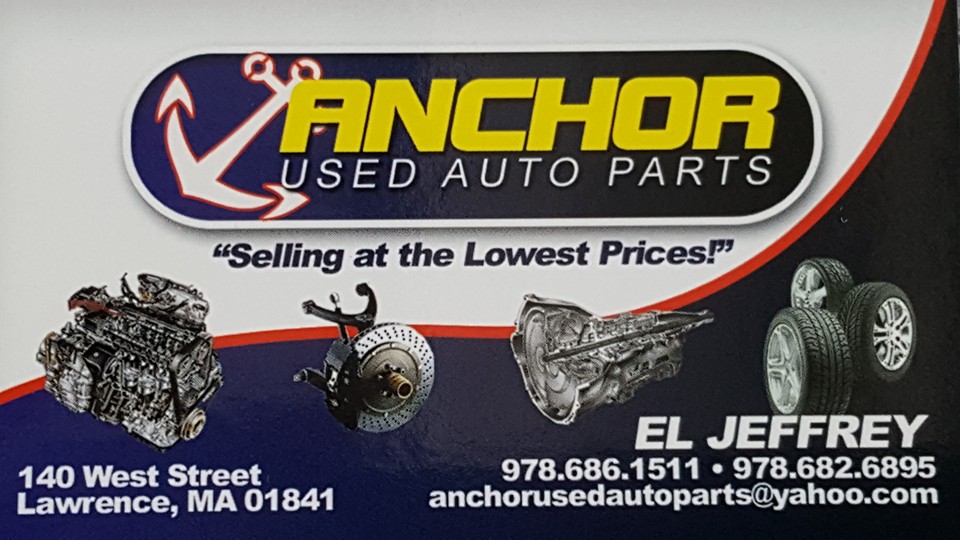 ANCHOR
USED AUTO PARTS
“Selling at the Lowest Prices!”
EL JEFFREY
140 West Street
Lawrence, MA 01841
978.686.1511 • 978.682.6895
anchorusedautoparts@yahoo.com